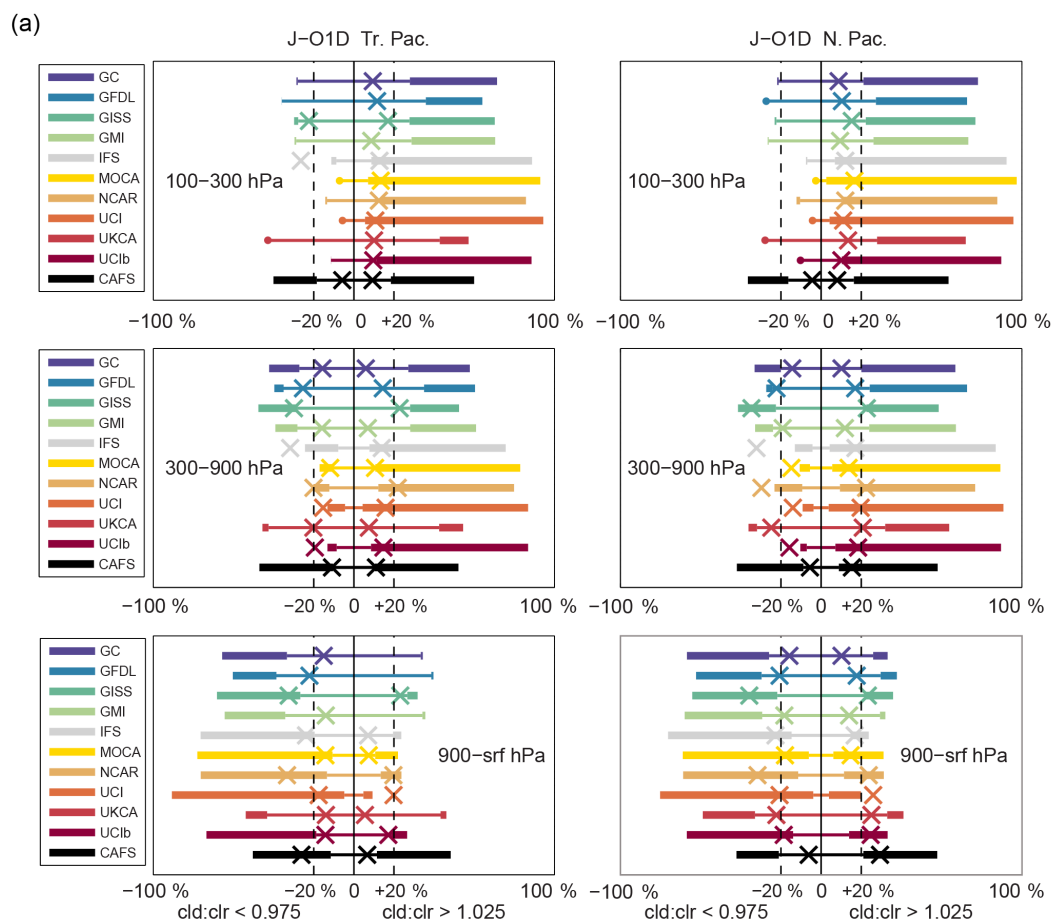 (a)
J−O1D Tr. Pac.
J−O1D N. Pac.
GC
GFDL
GISS
GMI
IFS
MOCA
NCAR
UCI
UKCA
UCIb
CAFS
100−300 hPa
100−300 hPa
−100 % −20 % 0 +20 % 100 %
−100 % −20 % 0 +20 % 100 %
GC
GFDL
GISS
GMI
IFS
MOCA
NCAR
UCI
UKCA
UCIb
CAFS
300−900 hPa
300−900 hPa
−100 % −20 % 0 +20 % 100 %
−100 % −20 % 0 +20 % 100 %
GC
GFDL
GISS
GMI
IFS
MOCA
NCAR
UCI
UKCA
UCIb
CAFS
900−srf hPa
900−srf hPa
−100 % −20 % 0 +20 % 100 %
−100 % −20 % 0 +20 % 100 %
cld:clr < 0.975 cld:clr > 1.025
cld:clr < 0.975 cld:clr > 1.025